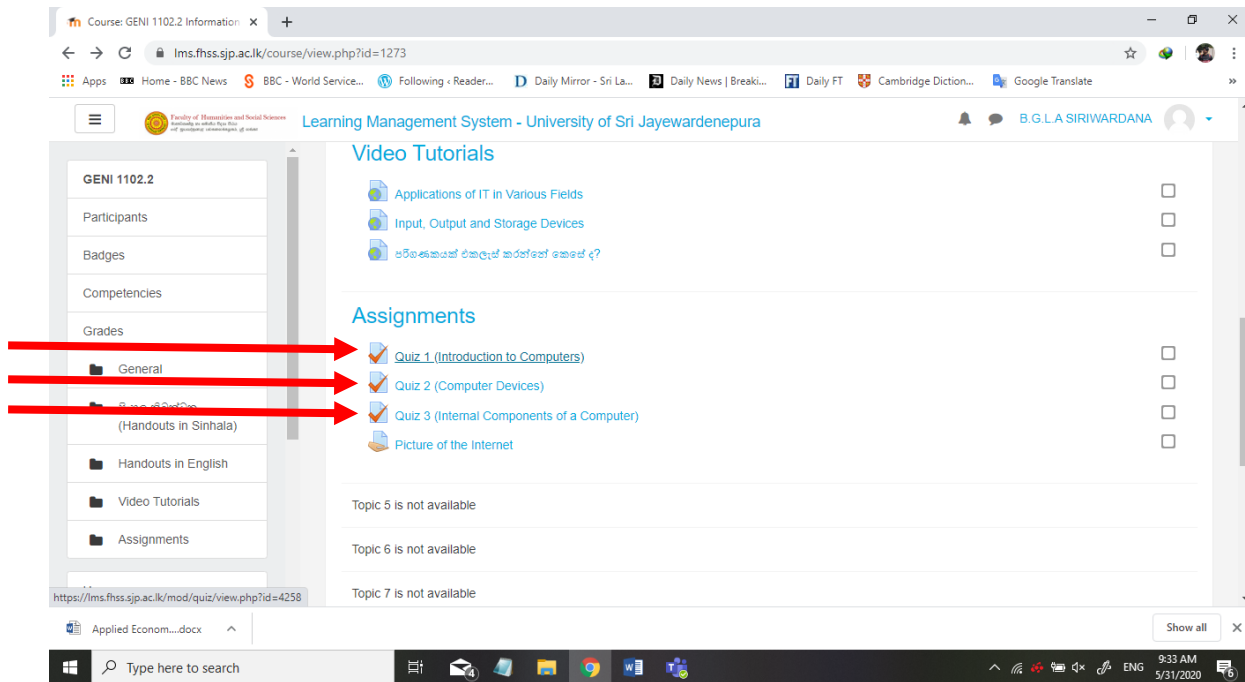 Course: GENI 1102.2 Information
lms.fhss.sjp.ac.lk/course/view.php?id=1273
Apps Home - BBC News BBC - World Service... Following ‹ Reader... Daily Mirror - Sri La... Daily News | Breaki... Daily FT Cambridge Diction... Google Translate »
Faculty of Humanities and Social Sciences
Learning Management System - University of Sri Jayewardenepura B.G.L.A SIRIWARDANA
GENI 1102.2
Participants
Badges
Competencies
Grades
General
(Handouts in Sinhala)
Handouts in English
Video Tutorials
Assignments
Video Tutorials
Applications of IT in Various Fields
Input, Output and Storage Devices
පරිගණකයක් එකලැස් කරන්නේ කෙසේ ද?
Assignments
Quiz 1 (Introduction to Computers)
Quiz 2 (Computer Devices)
Quiz 3 (Internal Components of a Computer)
Picture of the Internet
Topic 5 is not available
Topic 6 is not available
Topic 7 is not available
https://lms.fhss.sjp.ac.lk/mod/quiz/view.php?id=4258
Applied Econom....docx Show all
Type here to search 4 ENG 9:33 AM
5/31/2020 6